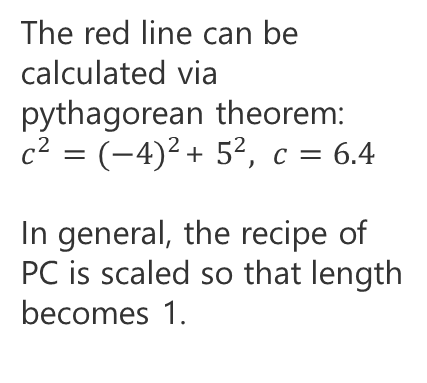 The red line can be
calculated via
pythagorean theorem:
c² = (−4)² + 5², c = 6.4
In general, the recipe of
PC is scaled so that length
becomes 1.